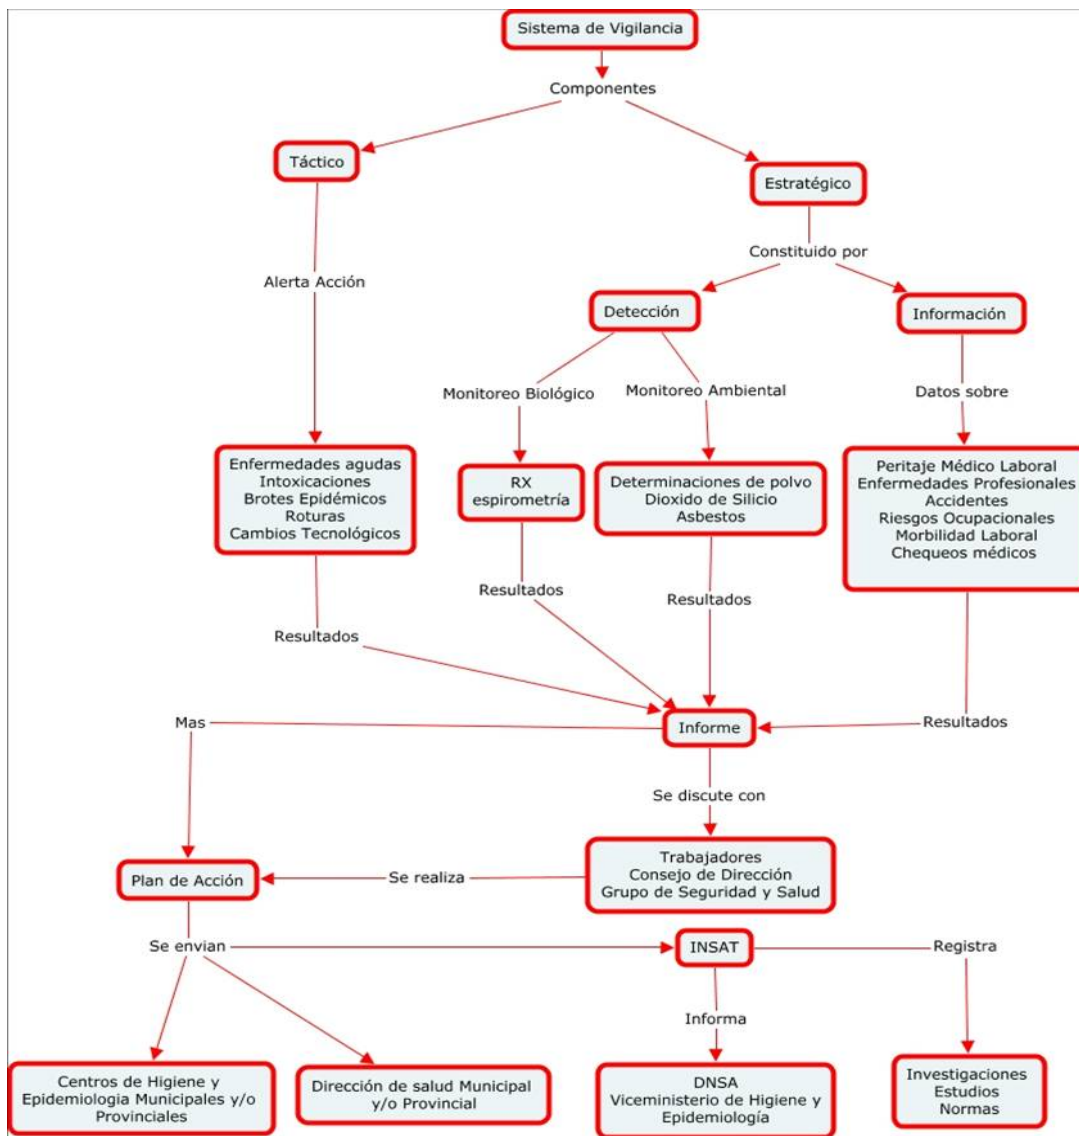 Sistema de Vigilancia
Componentes
Táctico
Estratégico
Constituido por
Alerta Acción
Detección
Información
Monitoreo Biológico
Monitoreo Ambiental
Datos sobre
Enfermedades agudas
Intoxicaciones
Brotes Epidémicos
Roturas
Cambios Tecnológicos
RX
espirometría
Determinaciones de polvo
Dioxido de Silicio
Asbestos
Peritaje Médico Laboral
Enfermedades Profesionales
Accidentes
Riesgos Ocupacionales
Morbilidad Laboral
Chequeos médicos
Resultados
Resultados
Resultados
Resultados
Mas
Informe
Se discute con
Trabajadores
Consejo de Dirección
Grupo de Seguridad y Salud
Se realiza
Plan de Acción
Se envian
INSAT
Registra
Informa
Centros de Higiene y
Epidemiologia Municipales y/o
Provinciales
Dirección de salud Municipal
y/o Provincial
DNSA
Viceministerio de Higiene y
Epidemiología
Investigaciones
Estudios
Normas